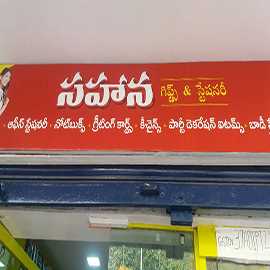 సహాన గిఫ్ట్స్ & స్టేషనరీ
· ఆఫీస్ స్టేషనరీ · నోట్‌బుక్స్ · గ్రీటింగ్ కార్డ్స్ · కీచైన్స్ · పార్టీ డెకరేషన్ ఐటమ్స్ · బాడీ